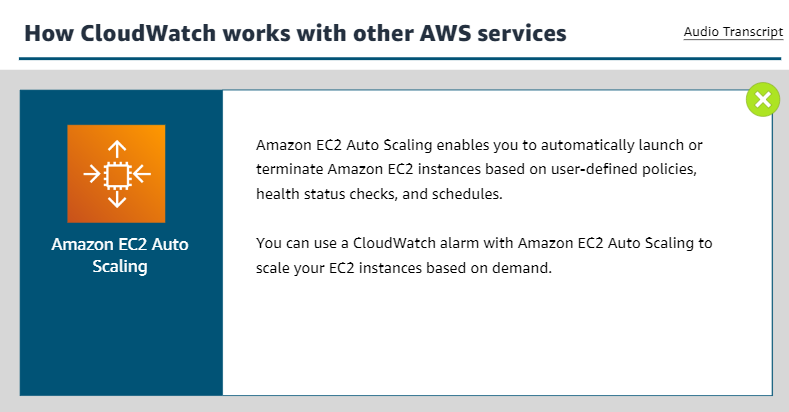 How CloudWatch works with other AWS services
Audio Transcript
Amazon EC2 Auto
Scaling
Amazon EC2 Auto Scaling enables you to automatically launch or
terminate Amazon EC2 instances based on user-defined policies,
health status checks, and schedules.
You can use a CloudWatch alarm with Amazon EC2 Auto Scaling to
scale your EC2 instances based on demand.